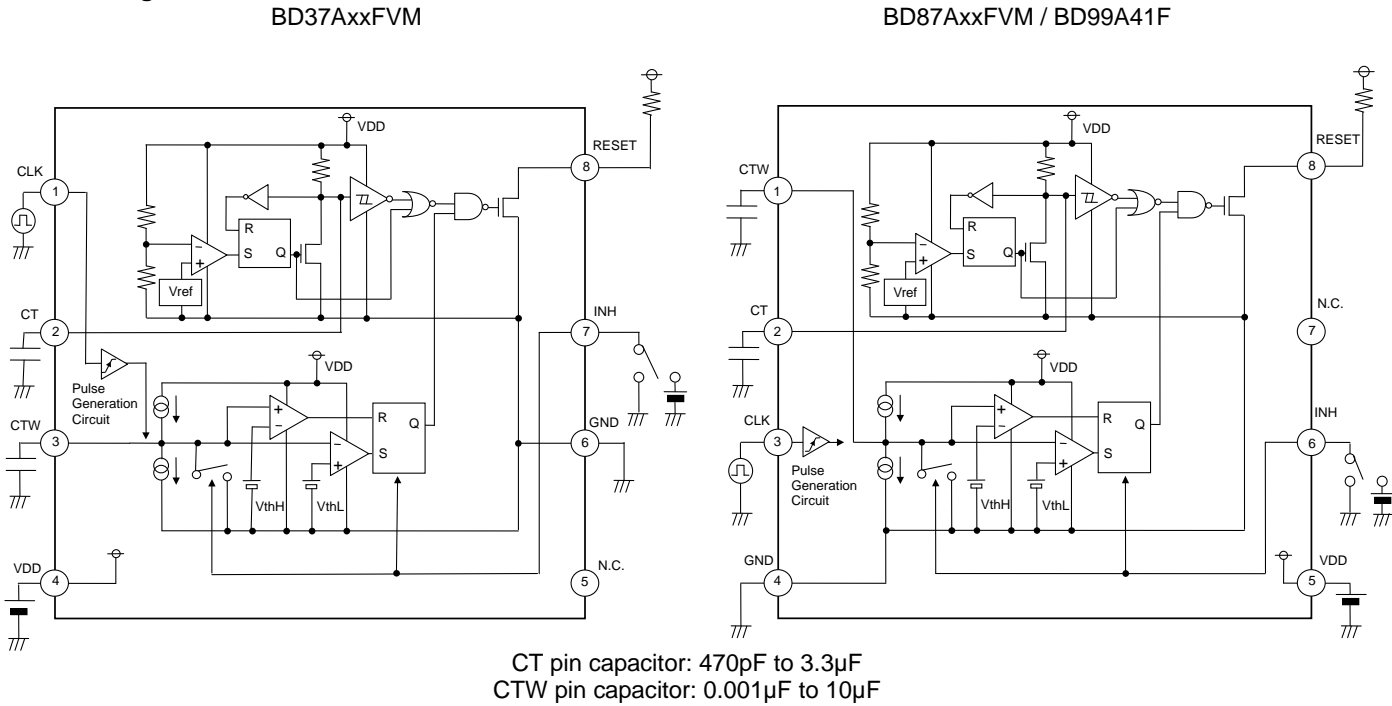 BD37AxxFVM
VDD
RESET
8
CLK
1
R
S
Q
Vref
CT
2
INH
7
VDD
Pulse
Generation
Circuit
R
Q
S
CTW
3
GND
6
VthH
VthL
VDD
4
N.C.
5
BD87AxxFVM / BD99A41F
VDD
RESET
8
CTW
1
R
S
Q
Vref
N.C.
7
CT
2
VDD
CLK
3
Pulse
Generation
Circuit
R
Q
S
INH
6
VthH
VthL
GND
4
VDD
5
CT pin capacitor: 470pF to 3.3µF
CTW pin capacitor: 0.001µF to 10µF